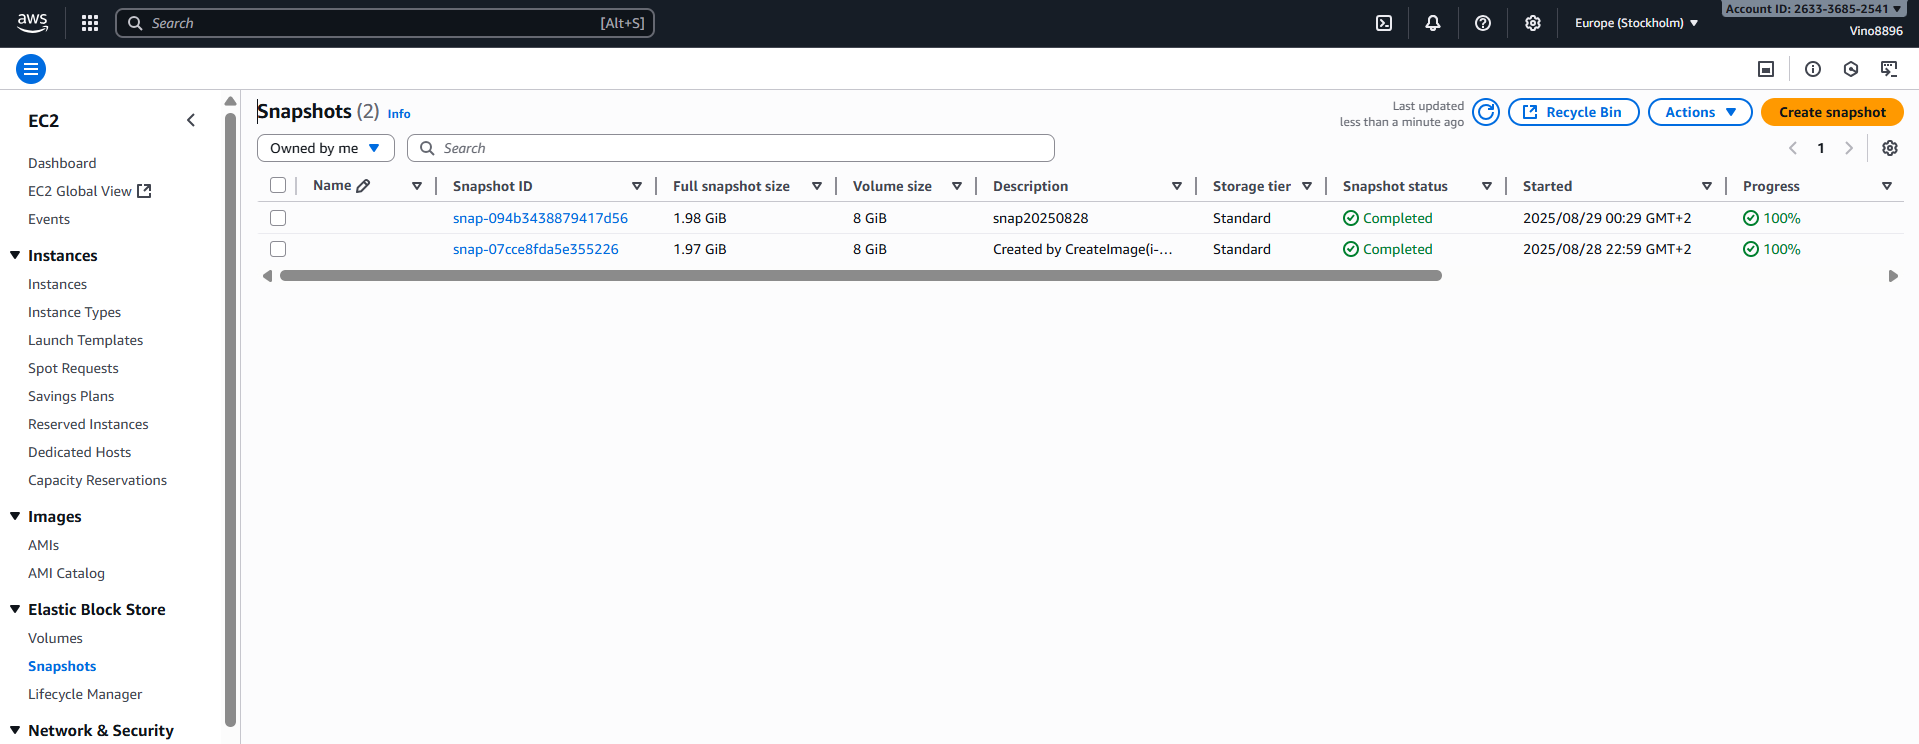 aws
Search [Alt+S]
Europe (Stockholm)
Account ID: 2633-3685-2541
Vino8896
EC2
Dashboard
EC2 Global View
Events
Instances
Instances
Instance Types
Launch Templates
Spot Requests
Savings Plans
Reserved Instances
Dedicated Hosts
Capacity Reservations
Images
AMIs
AMI Catalog
Elastic Block Store
Volumes
Snapshots
Lifecycle Manager
Network & Security
Snapshots (2) Info
Last updated
less than a minute ago
Recycle Bin
Actions
Create snapshot
Owned by me
Search
1
Name Snapshot ID Full snapshot size Volume size Description Storage tier Snapshot status Started Progress
snap-094b3438879417d56 1.98 GiB 8 GiB snap20250828 Standard Completed 2025/08/29 00:29 GMT+2 100%
snap-07cce8fda5e355226 1.97 GiB 8 GiB Created by CreateImage(i-... Standard Completed 2025/08/28 22:59 GMT+2 100%